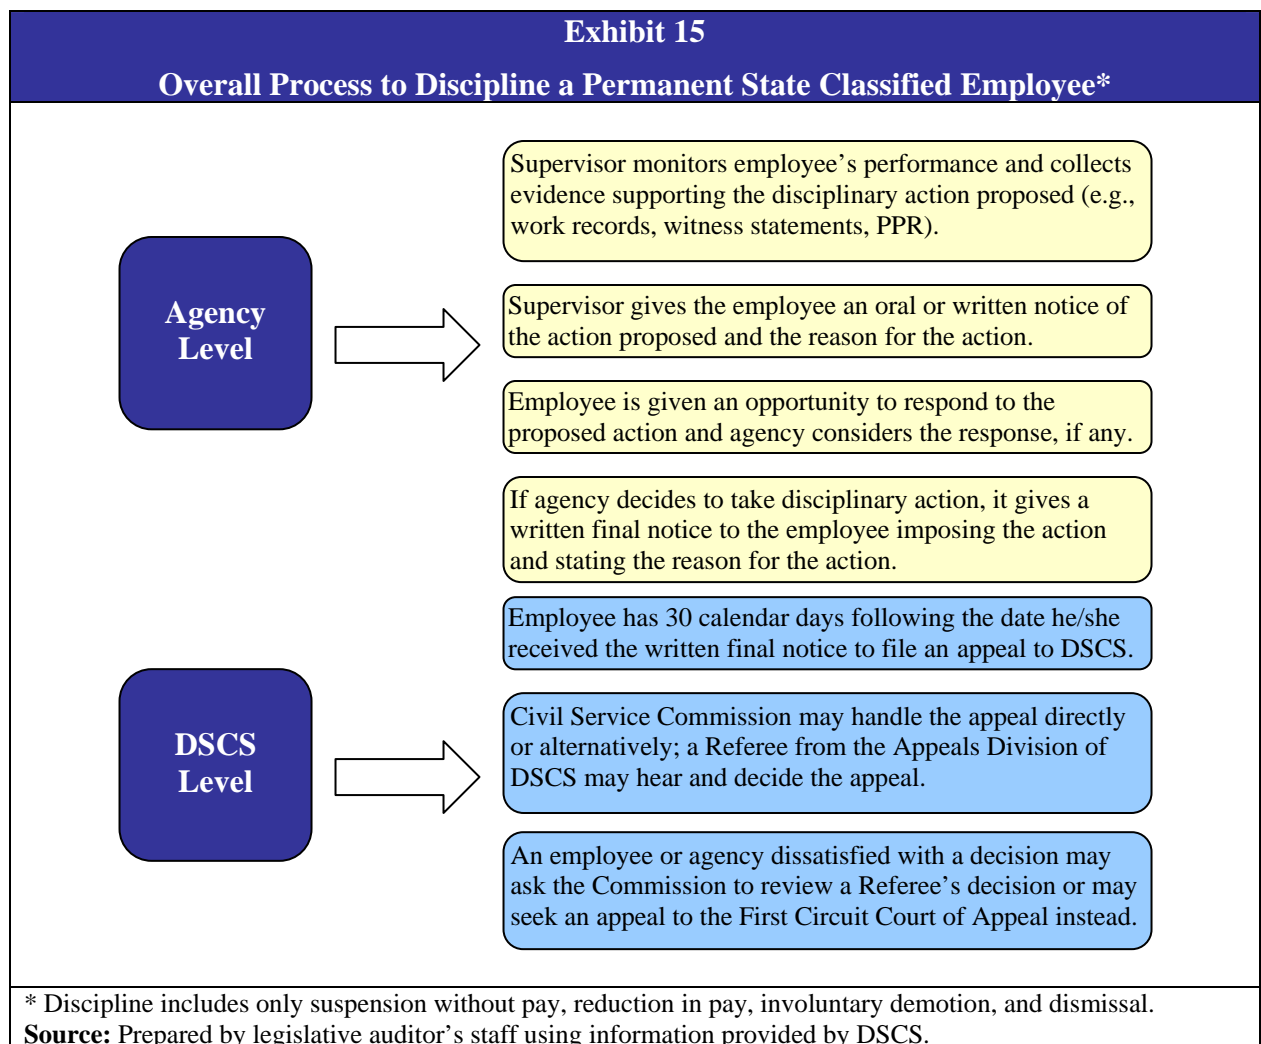 Exhibit 15
Overall Process to Discipline a Permanent State Classified Employee*
Agency
Level
Supervisor monitors employee’s performance and collects
evidence supporting the disciplinary action proposed (e.g.,
work records, witness statements, PPR).
Supervisor gives the employee an oral or written notice of
the action proposed and the reason for the action.
Employee is given an opportunity to respond to the
proposed action and agency considers the response, if any.
If agency decides to take disciplinary action, it gives a
written final notice to the employee imposing the action
and stating the reason for the action.
DSCS
Level
Employee has 30 calendar days following the date he/she
received the written final notice to file an appeal to DSCS.
Civil Service Commission may handle the appeal directly
or alternatively; a Referee from the Appeals Division of
DSCS may hear and decide the appeal.
An employee or agency dissatisfied with a decision may
ask the Commission to review a Referee’s decision or may
seek an appeal to the First Circuit Court of Appeal instead.
* Discipline includes only suspension without pay, reduction in pay, involuntary demotion, and dismissal.
Source: Prepared by legislative auditor’s staff using information provided by DSCS.